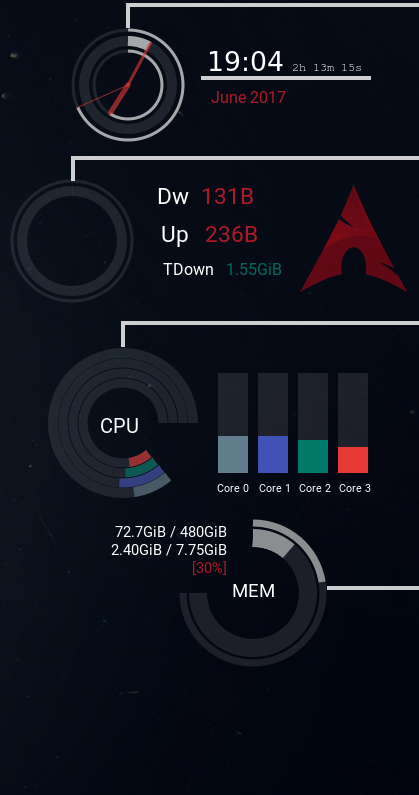 19:04 2h 13m 15s
June 2017
Dw 131B
Up 236B
TDown 1.55GiB
CPU
Core 0 Core 1 Core 2 Core 3
72.7GiB / 480GiB
2.40GiB / 7.75GiB
[30%]
MEM